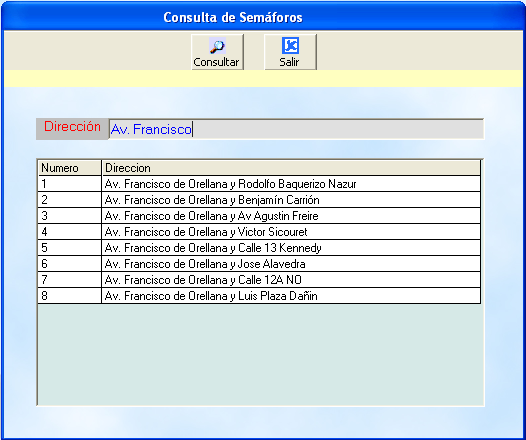 Consulta de Semáforos
Consultar Salir
Dirección Av. Francisco
Numero Direccion
1 Av. Francisco de Orellana y Rodolfo Baquerizo Nazur
2 Av. Francisco de Orellana y Benjamín Carrión
3 Av. Francisco de Orellana y Av Agustin Freire
4 Av. Francisco de Orellana y Victor Sicouret
5 Av. Francisco de Orellana y Calle 13 Kennedy
6 Av. Francisco de Orellana y Jose Alavedra
7 Av. Francisco de Orellana y Calle 12A NO
8 Av. Francisco de Orellana y Luis Plaza Dañin